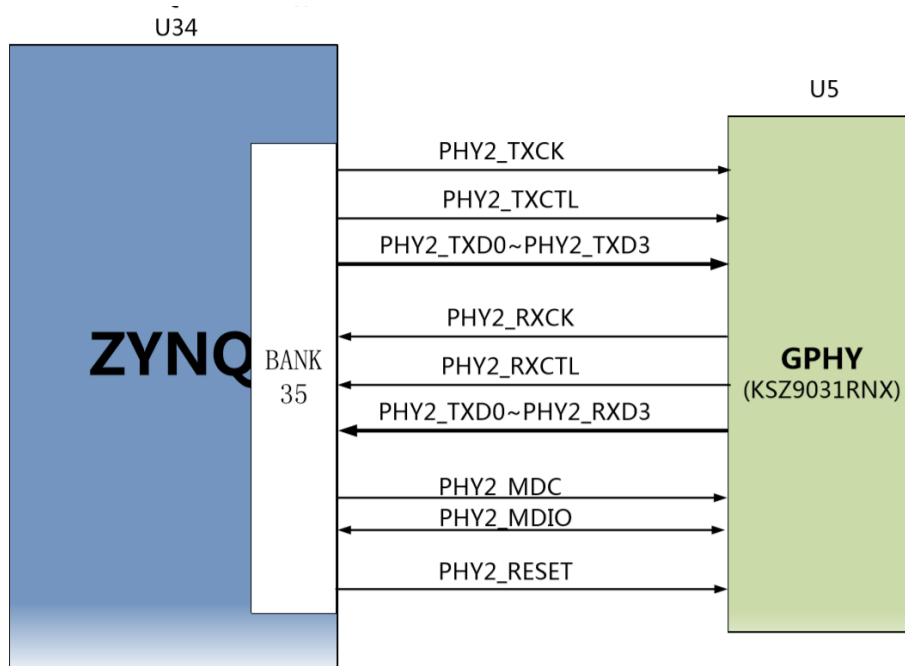 U34
U5
PHY2_TXCK
PHY2_TXCTL
PHY2_TXD0~PHY2_TXD3
PHY2_RXCK
ZYNQ
BANK
35
PHY2_RXCTL
GPHY
(KSZ9031RNX)
PHY2_TXD0~PHY2_RXD3
PHY2_MDC
PHY2_MDIO
PHY2_RESET